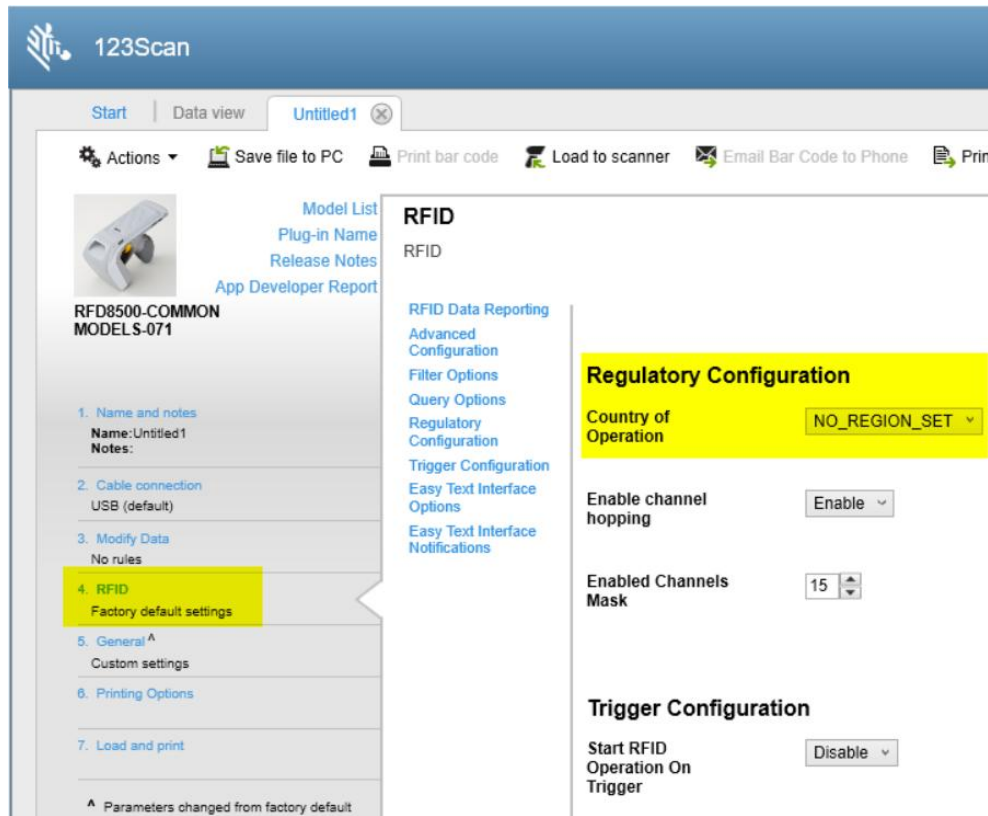 123Scan
Start
Data view
Untitled1
Actions
Save file to PC
Print bar code
Load to scanner
Email Bar Code to Phone
Model List
Plug-in Name
Release Notes
App Developer Report
RFD8500-COMMON
MODELS-071
1. Name and notes
Name:Untitled1
Notes:
2. Cable connection
USB (default)
3. Modify Data
No rules
4. RFID
Factory default settings
5. General ^
Custom settings
6. Printing Options
7. Load and print
^ Parameters changed from factory default
RFID
RFID
RFID Data Reporting
Advanced
Configuration
Filter Options
Query Options
Regulatory
Configuration
Trigger Configuration
Easy Text Interface
Options
Easy Text Interface
Notifications
Regulatory Configuration
Country of
Operation
NO_REGION_SET
Enable channel
hopping
Enable
Enabled Channels
Mask
15
Trigger Configuration
Start RFID
Operation On
Trigger
Disable